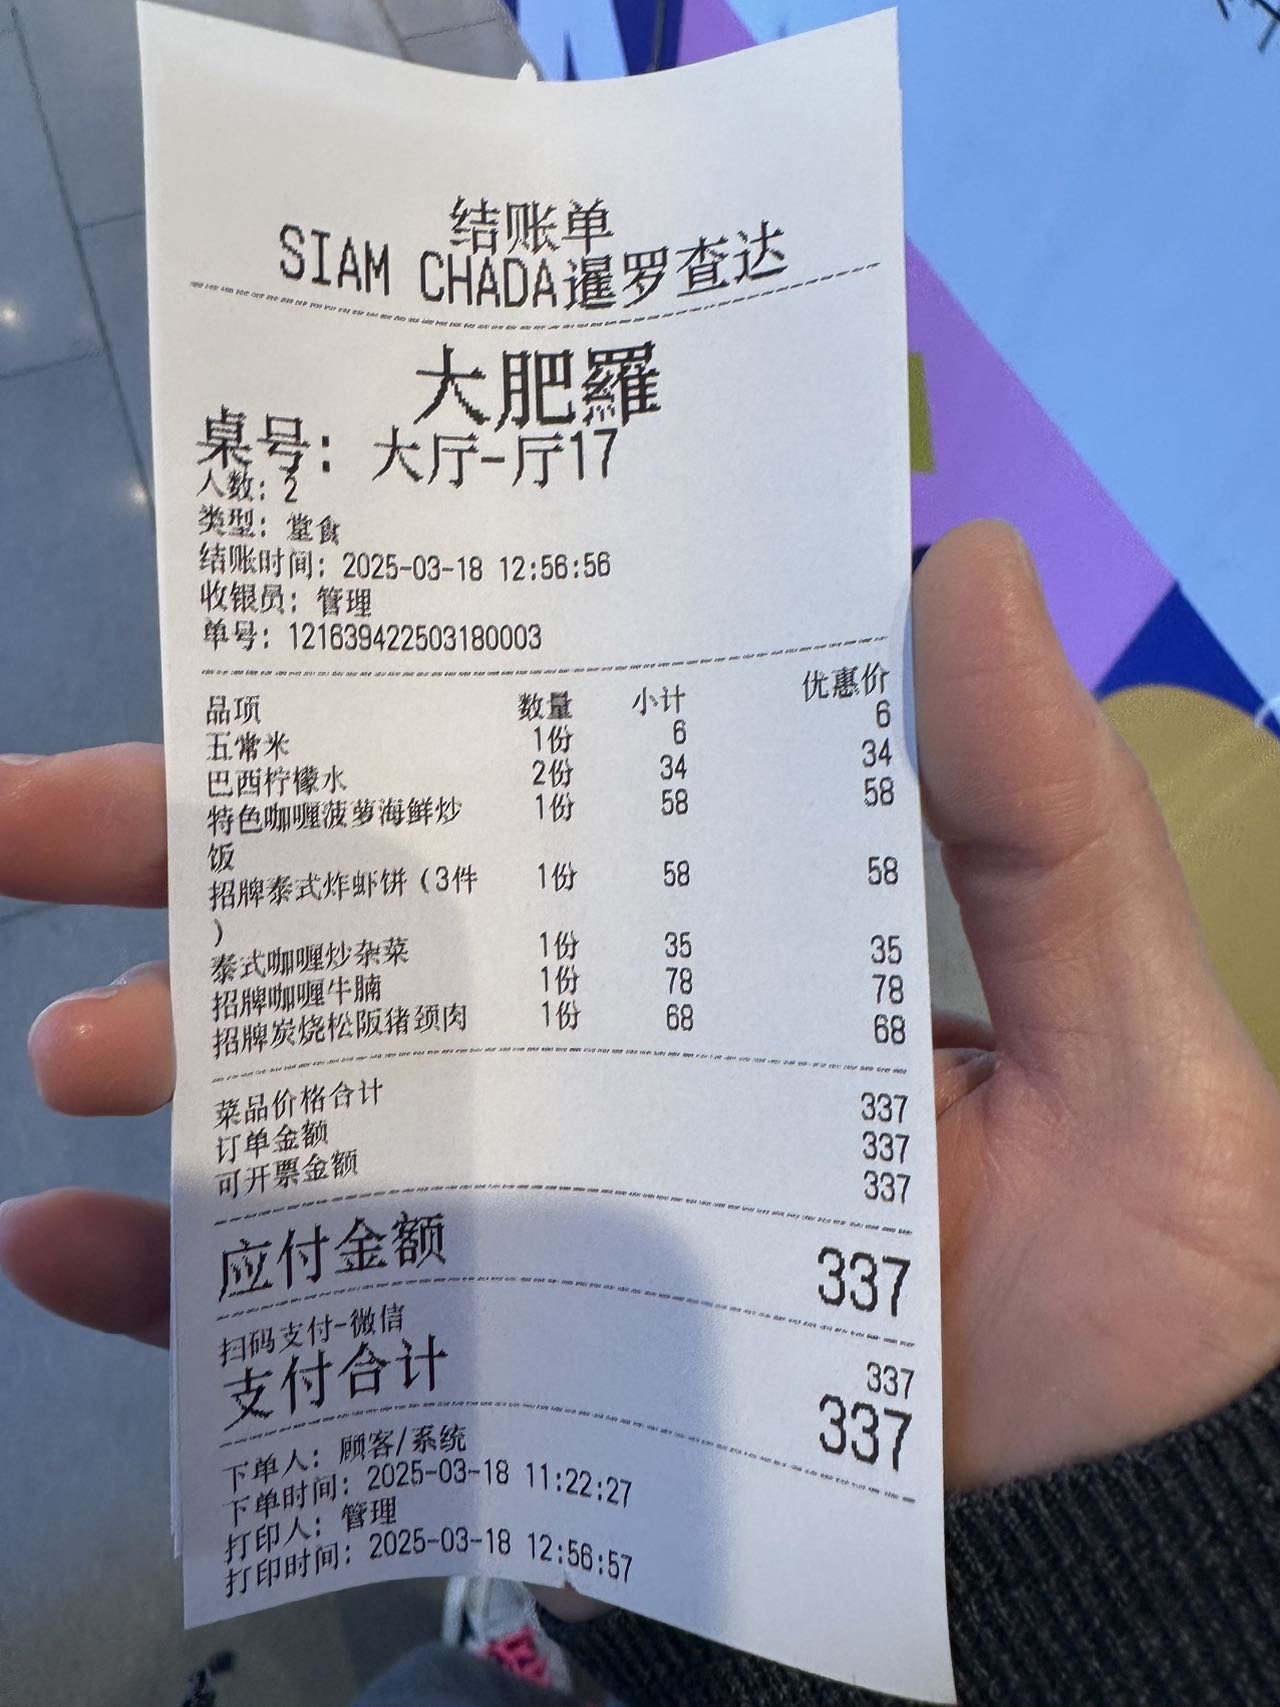 结账单
SIAM CHADA暹罗查达
大肥羅
桌号: 大厅-厅17
人数: 2
类型: 堂食
结账时间: 2025-03-18 12:56:56
收银员: 管理
单号: 121639422503180003
品项 数量 小计 优惠价
五常米 1份 6 6
巴西柠檬水 2份 34 34
特色咖喱菠萝海鲜炒 1份 58 58
饭
招牌泰式炸虾饼(3件 1份 58 58
)
泰式咖喱炒杂菜 1份 35 35
招牌咖喱牛腩 1份 78 78
招牌炭烧松阪猪颈肉 1份 68 68
菜品价格合计 337
订单金额 337
可开票金额 337
应付金额 337
扫码支付-微信 337
支付合计 337
下单人: 顾客/系统
下单时间: 2025-03-18 11:22:27
打印人: 管理
打印时间: 2025-03-18 12:56:57